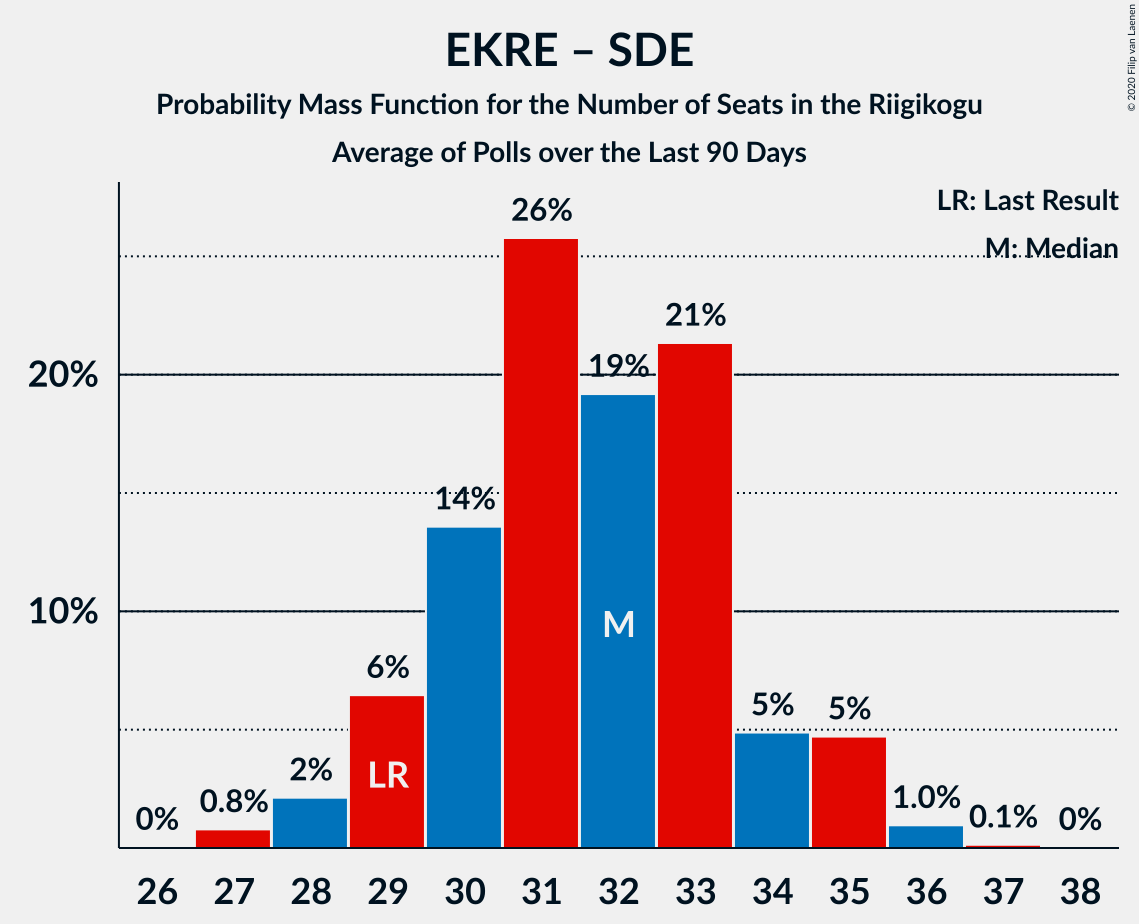 EKRE – SDE
Probability Mass Function for the Number of Seats in the Riigikogu
Average of Polls over the Last 90 Days
© 2020 Filip van Laenen
LR: Last Result
M: Median
20%
10%
0%
0.8%
2%
6%
14%
26%
19%
21%
5%
5%
1.0%
0.1%
0%
LR
M
26 27 28 29 30 31 32 33 34 35 36 37 38